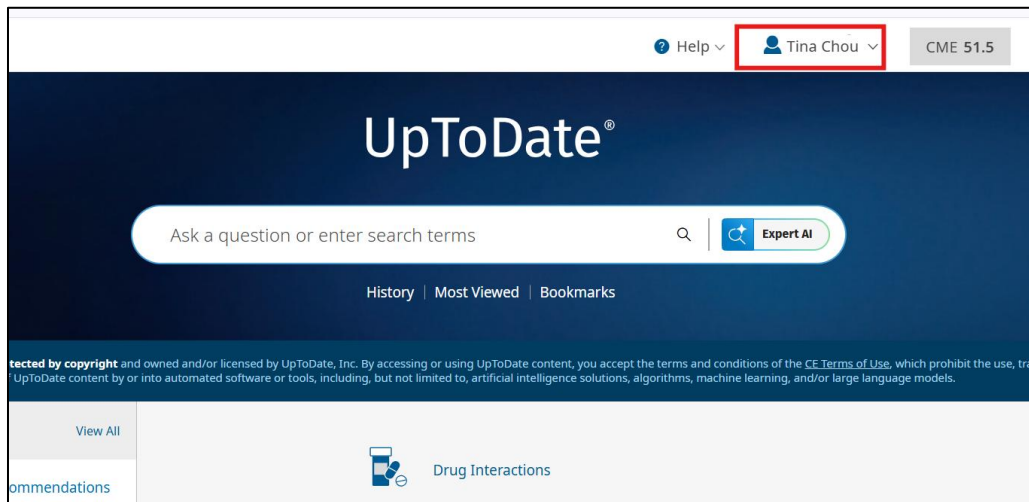 Help
Tina Chou
CME 51.5
UpToDate®
Ask a question or enter search terms
Expert AI
History | Most Viewed | Bookmarks
tected by copyright and owned and/or licensed by UpToDate, Inc. By accessing or using UpToDate content, you accept the terms and conditions of the CE Terms of Use, which prohibit the use, tra
UpToDate content by or into automated software or tools, including, but not limited to, artificial intelligence solutions, algorithms, machine learning, and/or large language models.
View All
Drug Interactions
ommendations